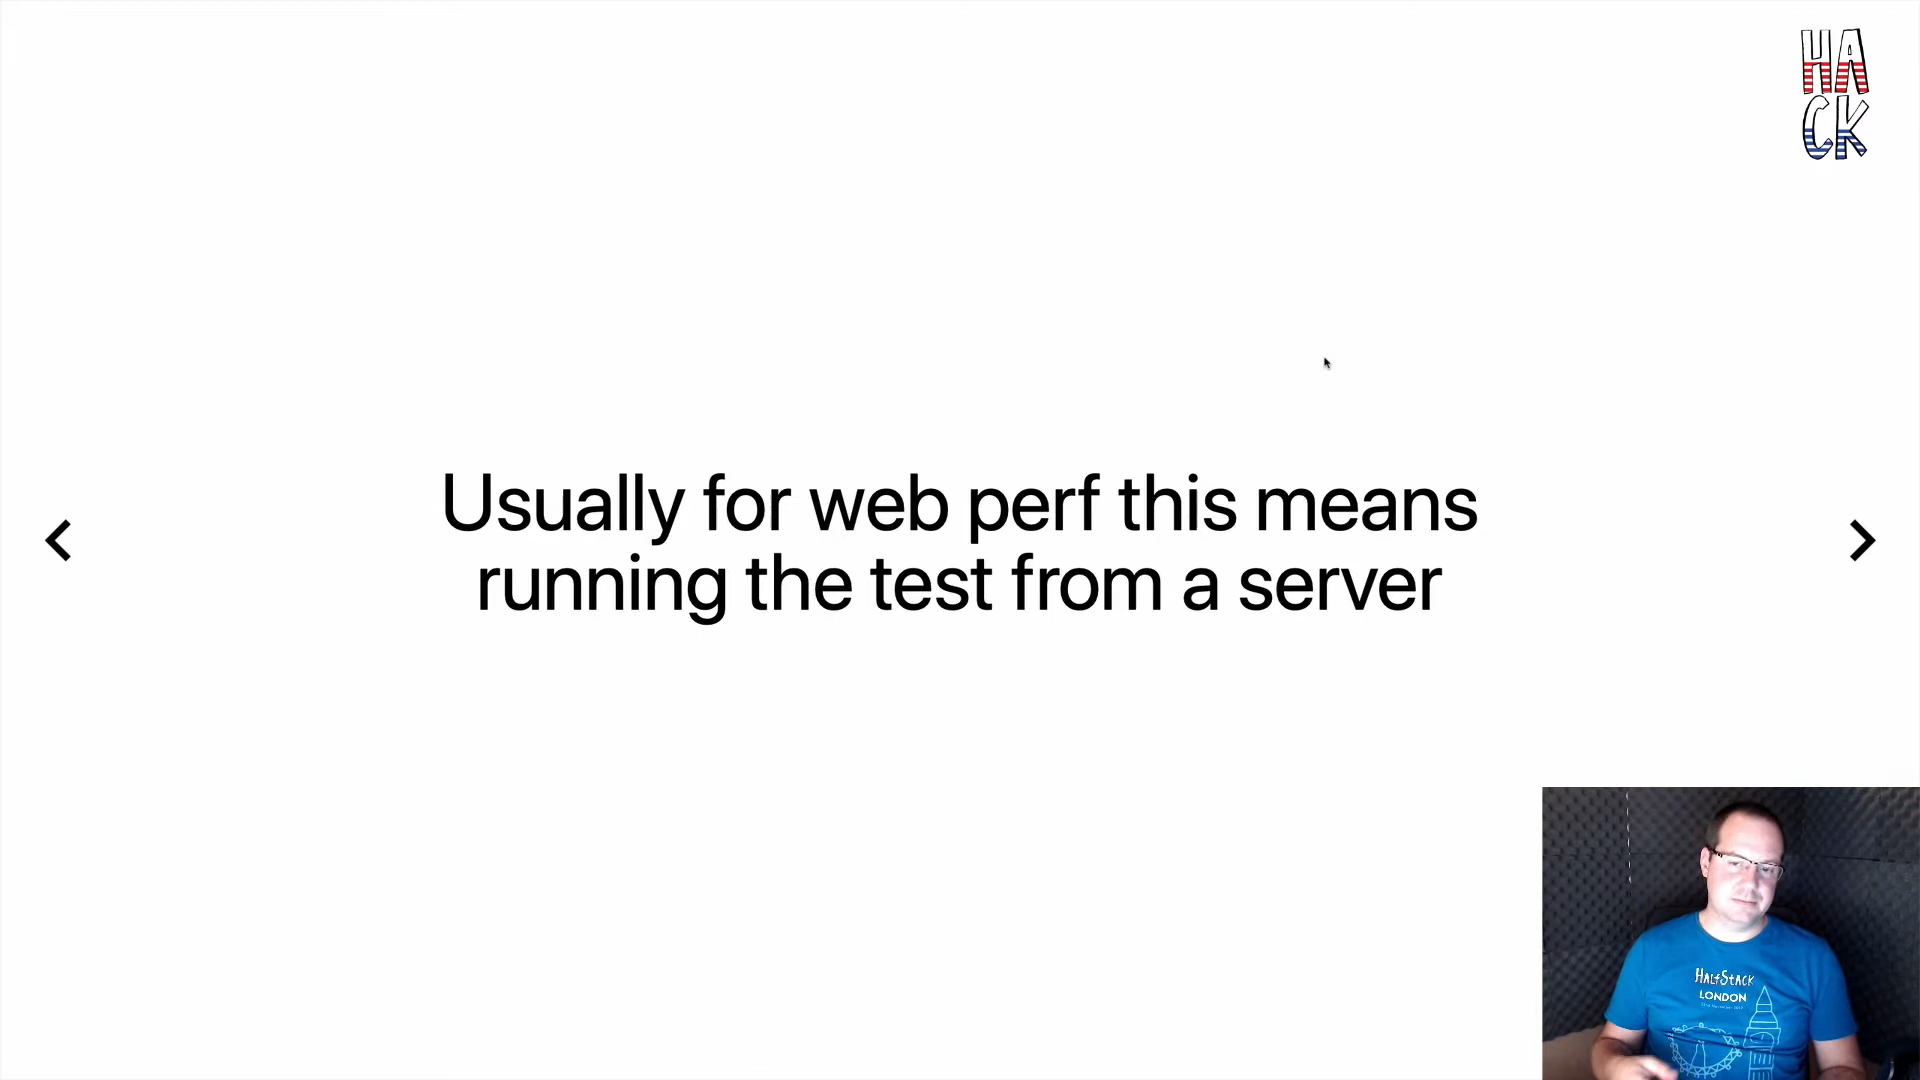 HA
CK
Usually for web perf this means
running the test from a server
HALFSTACK
LONDON